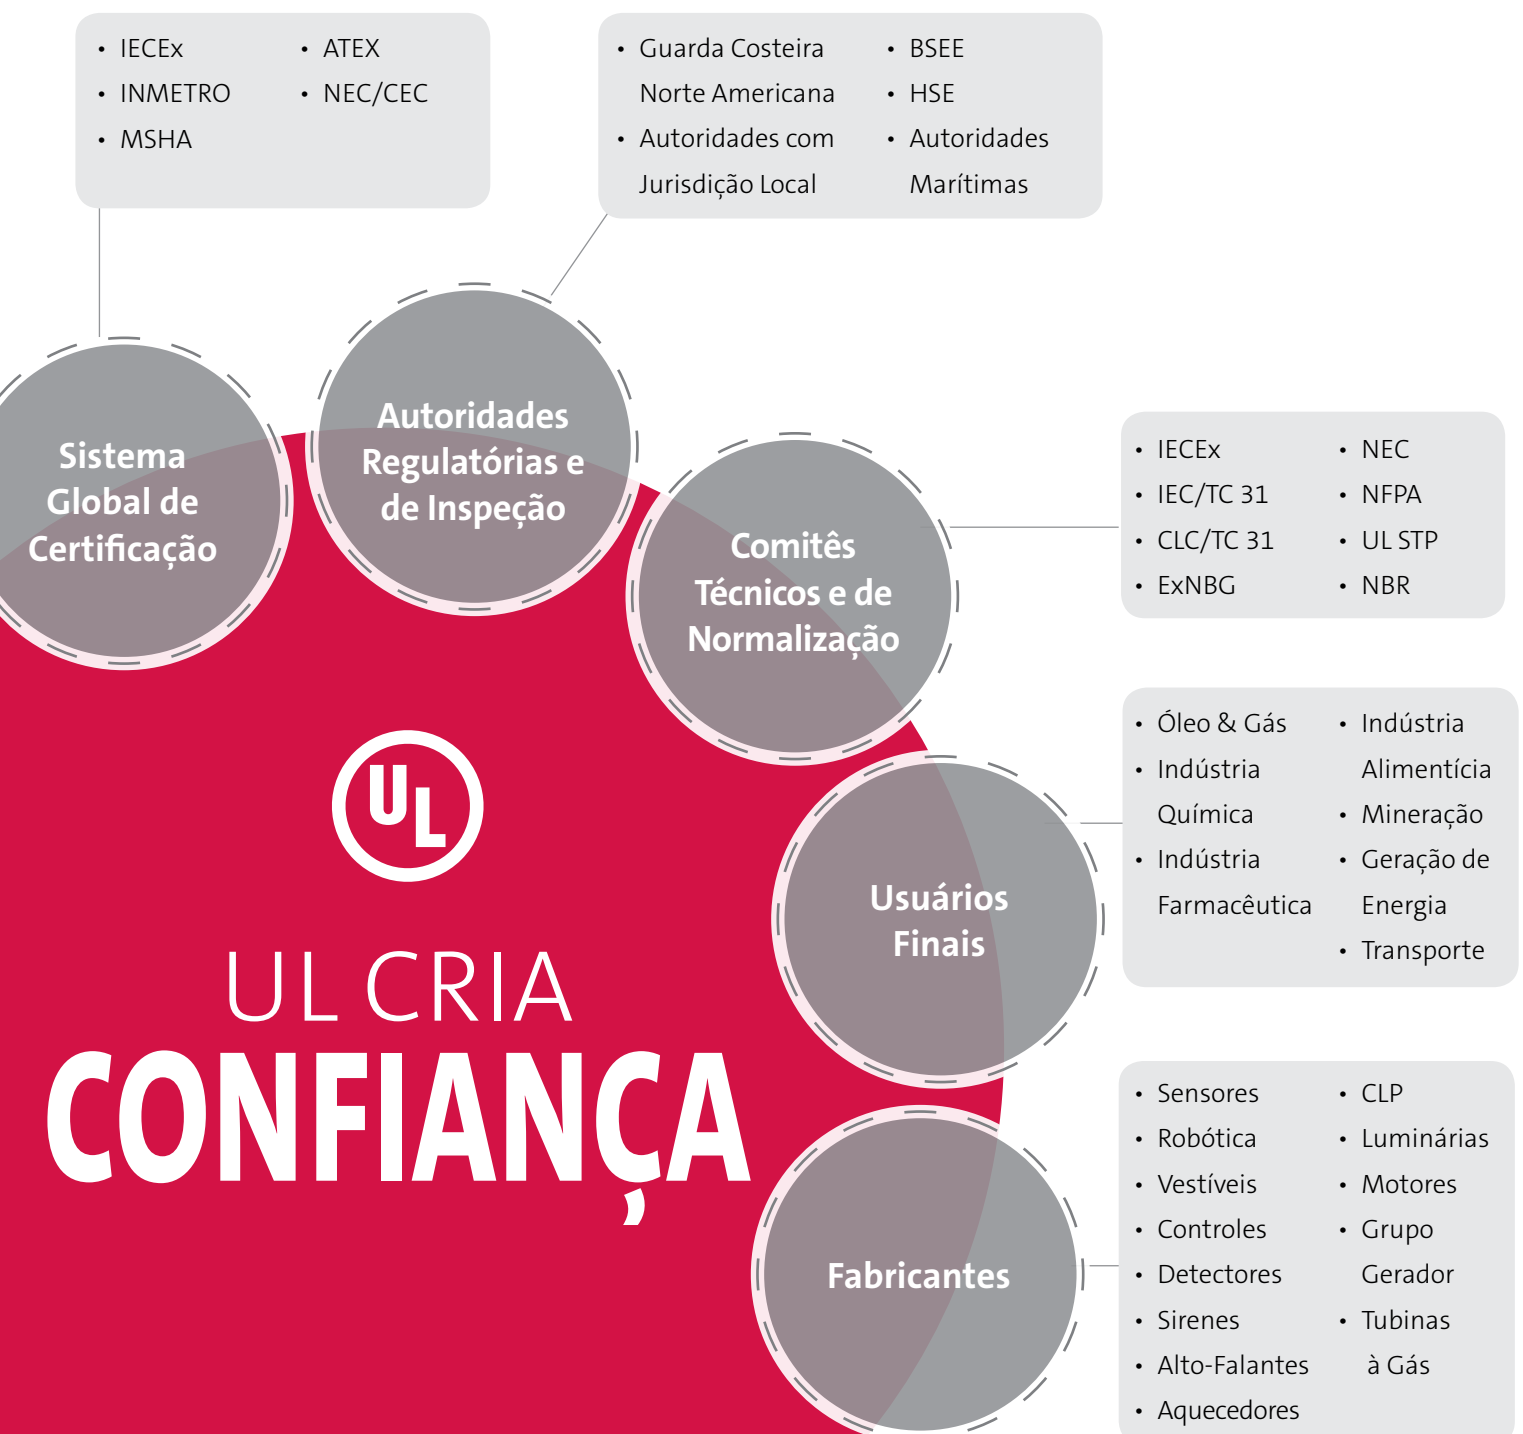 • IECEx
• INMETRO
• MSHA
• ATEX
• NEC/CEC
• Guarda Costeira
Norte Americana
• Autoridades com
Jurisdição Local
• BSEE
• HSE
• Autoridades
Marítimas
Sistema
Global de
Certificação
Autoridades
Regulatórias e
de Inspeção
Comitês
Técnicos e de
Normalização
• IECEx
• IEC/TC 31
• CLC/TC 31
• ExNBG
• NEC
• NFPA
• UL STP
• NBR
Usuários
Finais
• Óleo & Gás
• Indústria
Química
• Indústria
Farmacêutica
• Indústria
Alimentícia
• Mineração
• Geração de
Energia
• Transporte
Fabricantes
• Sensores
• Robótica
• Vestíveis
• Controles
• Detectores
• Sirenes
• Alto-Falantes
• Aquecedores
• CLP
• Luminárias
• Motores
• Grupo
Gerador
• Tubinas
à Gás
UL
UL CRIA
CONFIANÇA